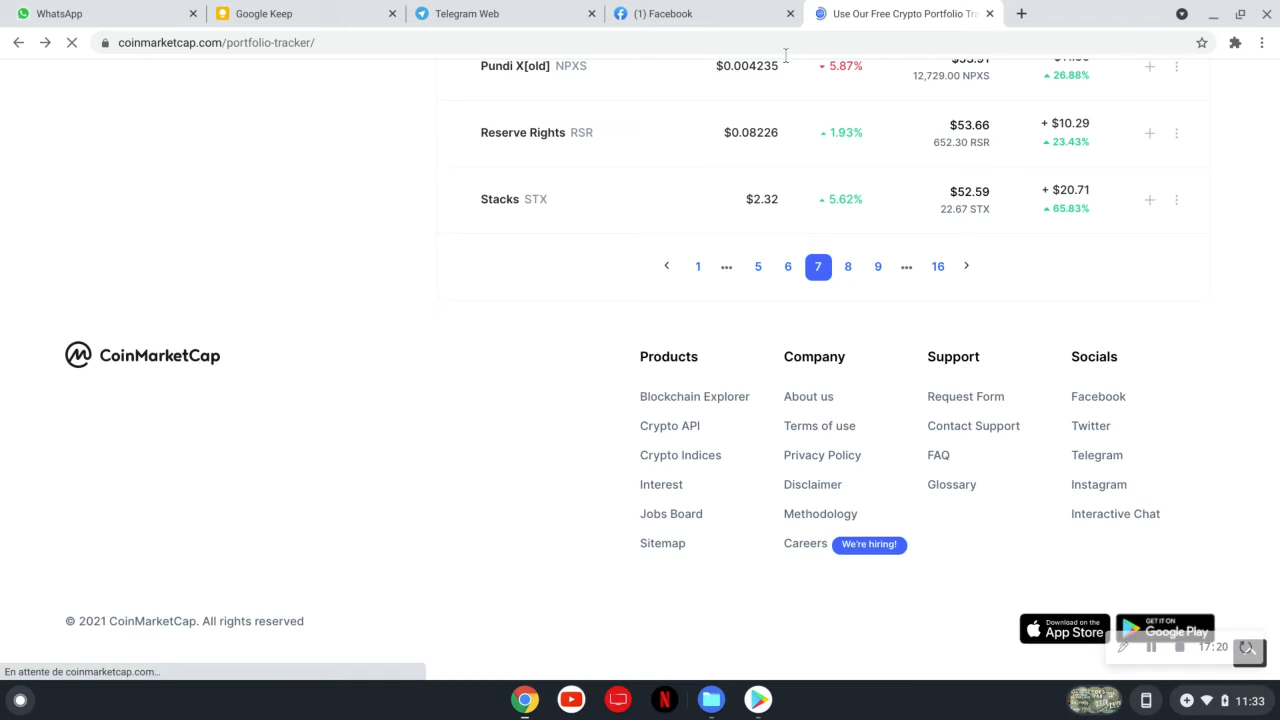 WhatsApp
Google Keep
Telegram Web
(1) Facebook
Use Our Free Crypto Portfolio Tra
coinmarketcap.com/portfolio-tracker/
Pundi X[old] NPXS $0.004235 5.87% 12,729.00 NPXS 26.88%
Reserve Rights RSR $0.08226 1.93% $53.66 652.30 RSR + $10.29 23.43%
Stacks STX $2.32 5.62% $52.59 22.67 STX + $20.71 65.83%
1 ••• 5 6 7 8 9 ••• 16
CoinMarketCap
Products
Blockchain Explorer
Crypto API
Crypto Indices
Interest
Jobs Board
Sitemap
Company
About us
Terms of use
Privacy Policy
Disclaimer
Methodology
Careers We're hiring!
Support
Request Form
Contact Support
FAQ
Glossary
Socials
Facebook
Twitter
Telegram
Instagram
Interactive Chat
© 2021 CoinMarketCap. All rights reserved
Download on the
App Store
GET IT ON
Google Play
17:20
En attente de coinmarketcap.com…
11:33